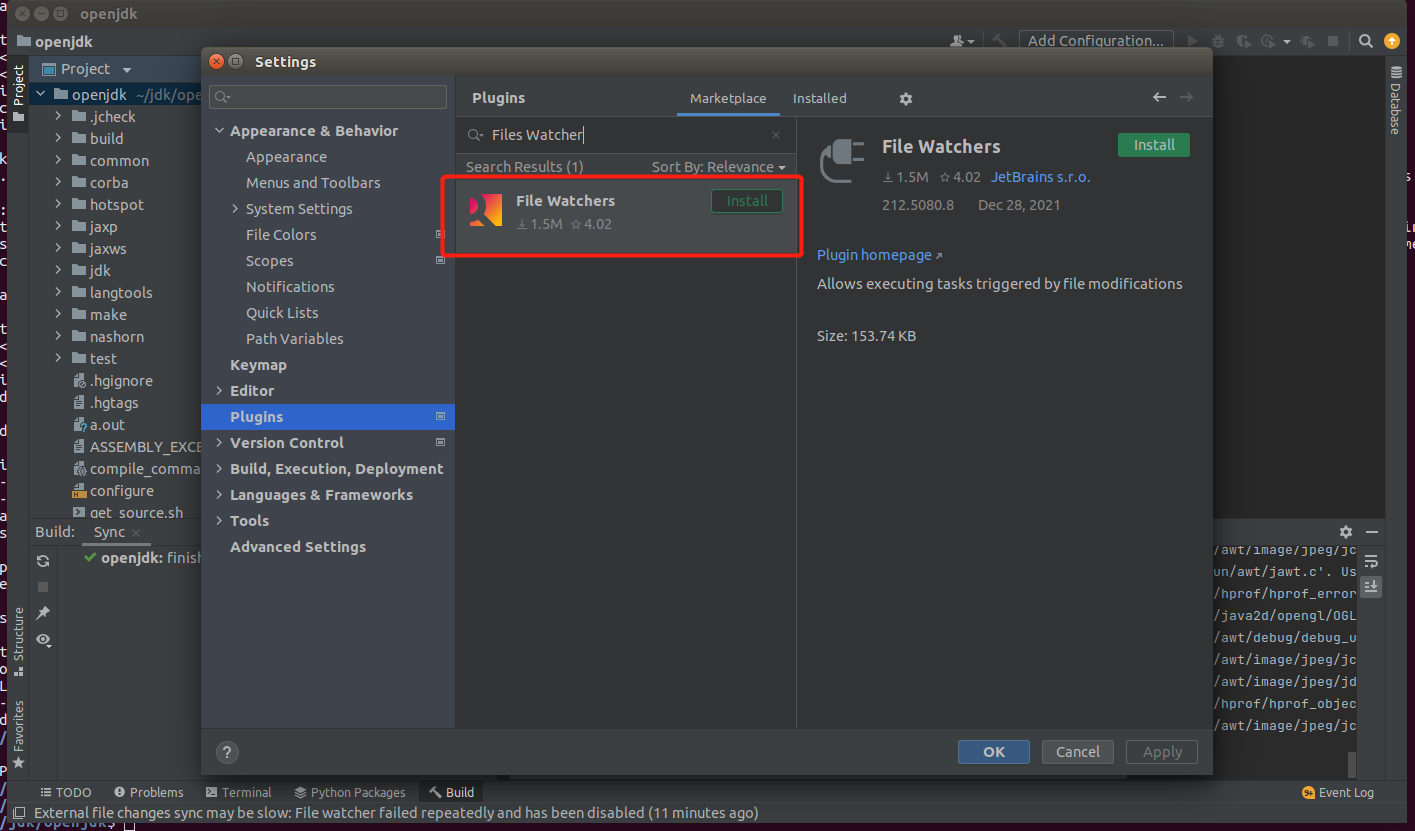 openjdk
openjdk
Add Configuration...
Project
Project
openjdk ~/jdk/ope
.jcheck
build
common
corba
hotspot
jaxp
jaxws
jdk
langtools
make
nashorn
test
.hgignore
.hgtags
a.out
ASSEMBLY_EXCE
compile_comma
configure
get_source.sh
Database
Settings
Appearance & Behavior
Appearance
Menus and Toolbars
System Settings
File Colors
Scopes
Notifications
Quick Lists
Path Variables
Keymap
Editor
Plugins
Version Control
Build, Execution, Deployment
Languages & Frameworks
Tools
Advanced Settings
Plugins
Marketplace
Installed
Files Watcher
Search Results (1)
Sort By: Relevance
File Watchers
Install
1.5M 4.02
File Watchers
Install
1.5M 4.02 JetBrains s.r.o.
212.5080.8 Dec 28, 2021
Plugin homepage
Allows executing tasks triggered by file modifications
Size: 153.74 KB
?
OK
Cancel
Apply
Build:
Sync
openjdk: finish
/awt/image/jpeg/jc
un/awt/jawt.c'. Us
/hprof/hprof_error
/java2d/opengl/OGL
/awt/debug/debug_u
/awt/image/jpeg/jc
/awt/image/jpeg/jd
/hprof/hprof_objec
/awt/image/jpeg/jc
Structure
Favorites
TODO
Problems
Terminal
Python Packages
Build
9+ Event Log
External file changes sync may be slow: File watcher failed repeatedly and has been disabled (11 minutes ago)
/jdk/openjdk$